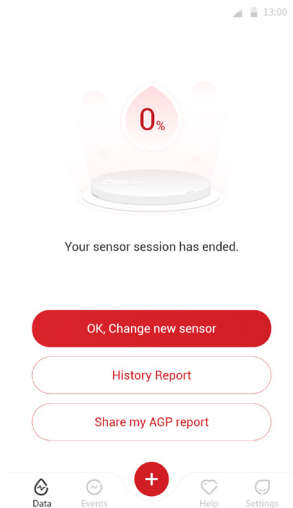 13:00
0%
Your sensor session has ended.
OK, Change new sensor
History Report
Share my AGP report
+
Data Events Help Settings